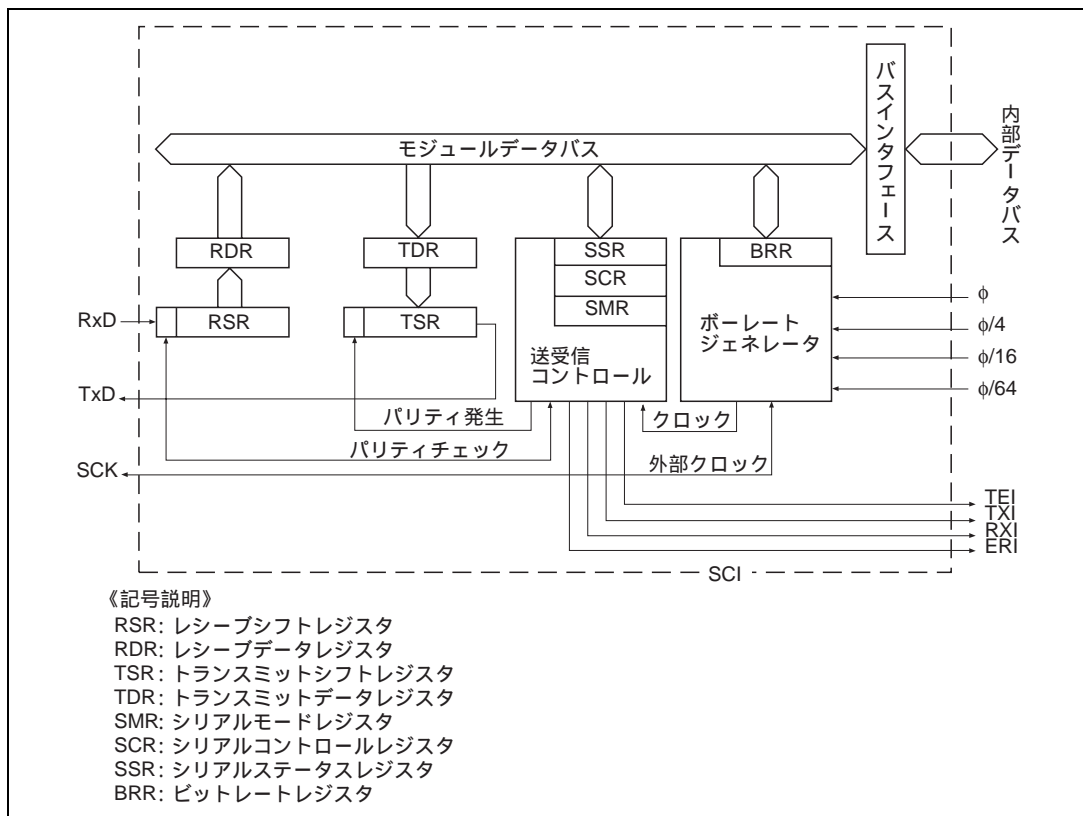 バスインタフェース
内部データバス
モジュールデータバス
RDR
TDR
SSR
BRR
SCR
SMR
RxD
RSR
TSR
ボーレート
ジェネレータ
φ
φ/4
φ/16
φ/64
送受信
コントロール
TxD
パリティ発生
クロック
パリティチェック
外部クロック
SCK
TEI
TXI
RXI
ERI
SCI
《記号説明》
RSR: レシーブシフトレジスタ
RDR: レシーブデータレジスタ
TSR: トランスミットシフトレジスタ
TDR: トランスミットデータレジスタ
SMR: シリアルモードレジスタ
SCR: シリアルコントロールレジスタ
SSR: シリアルステータスレジスタ
BRR: ビットレートレジスタ